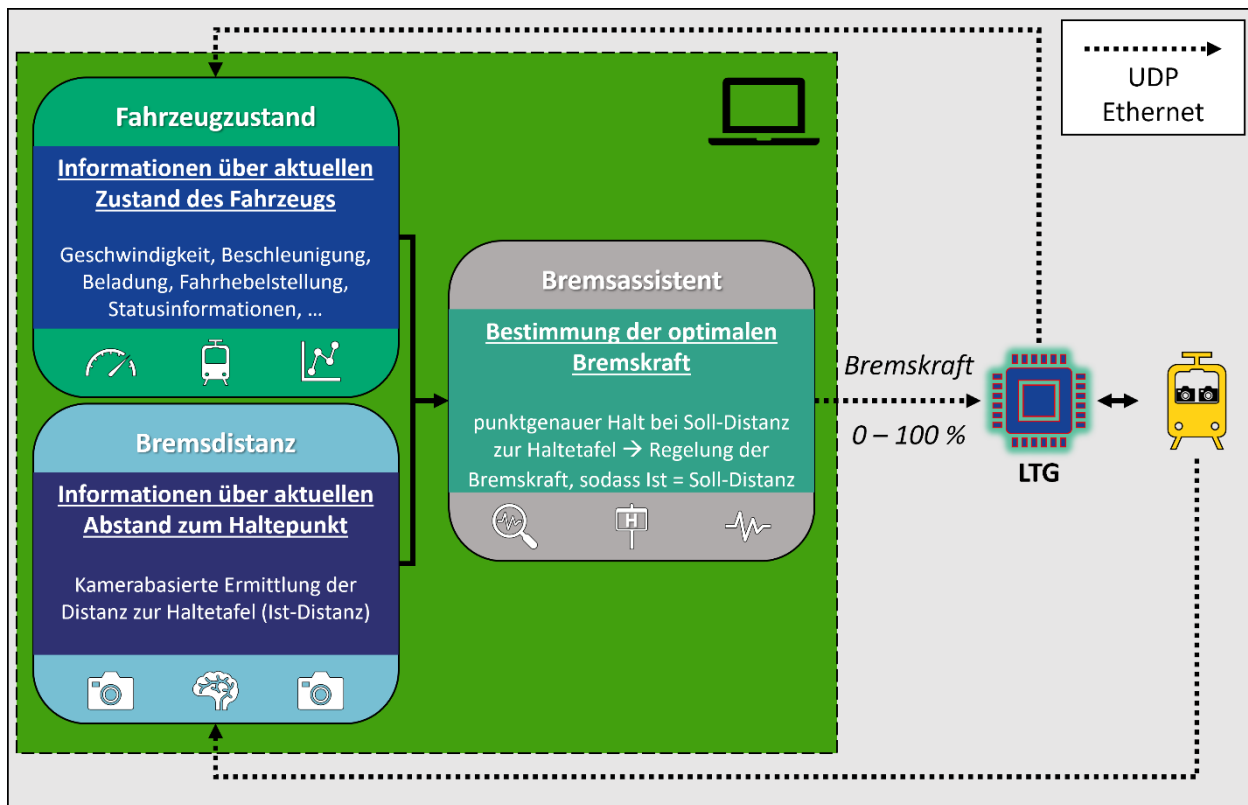 UDP
Ethernet
Fahrzeugzustand
Informationen über aktuellen
Zustand des Fahrzeugs
Geschwindigkeit, Beschleunigung,
Beladung, Fahrhebelstellung,
Statusinformationen, ...
Bremsdistanz
Informationen über aktuellen
Abstand zum Haltepunkt
Kamerabasierte Ermittlung der
Distanz zur Haltetafel (Ist-Distanz)
Bremsassistent
Bestimmung der optimalen
Bremskraft
punktgenauer Halt bei Soll-Distanz
zur Haltetafel → Regelung der
Bremskraft, sodass Ist = Soll-Distanz
H
Bremskraft
0 – 100 %
LTG